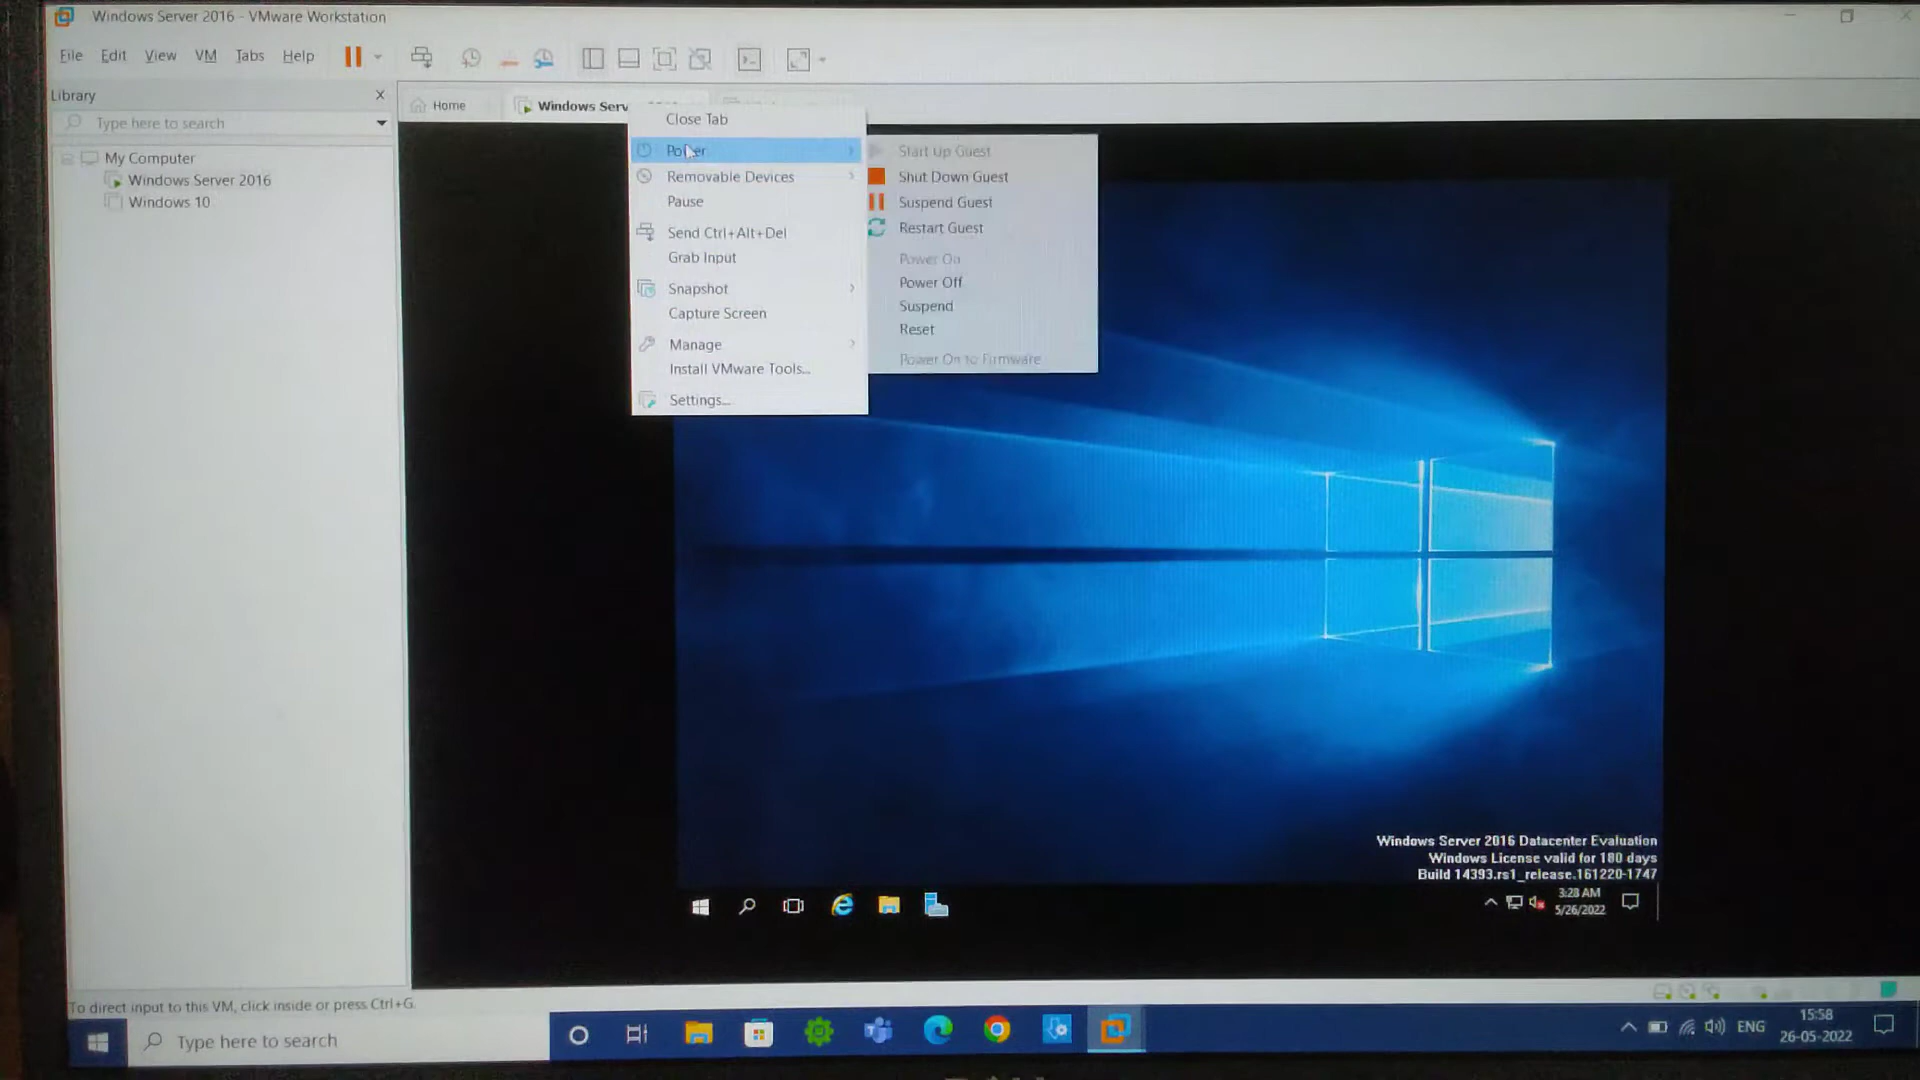 Windows Server 2016 - VMware Workstation
File Edit View VM Tabs Help
Library
Type here to search
My Computer
Windows Server 2016
Windows 10
Home
Windows Serv
Close Tab
Power
Removable Devices
Pause
Send Ctrl+Alt+Del
Grab Input
Snapshot
Capture Screen
Manage
Install VMware Tools...
Settings...
Start Up Guest
Shut Down Guest
Suspend Guest
Restart Guest
Power On
Power Off
Suspend
Reset
Power On to Firmware
Windows Server 2016 Datacenter Evaluation
Windows License valid for 180 days
Build 14393.rs1_release.161220-1747
3:28 AM
5/26/2022
To direct input to this VM, click inside or press Ctrl+G.
Type here to search
ENG
15:58
26-05-2022